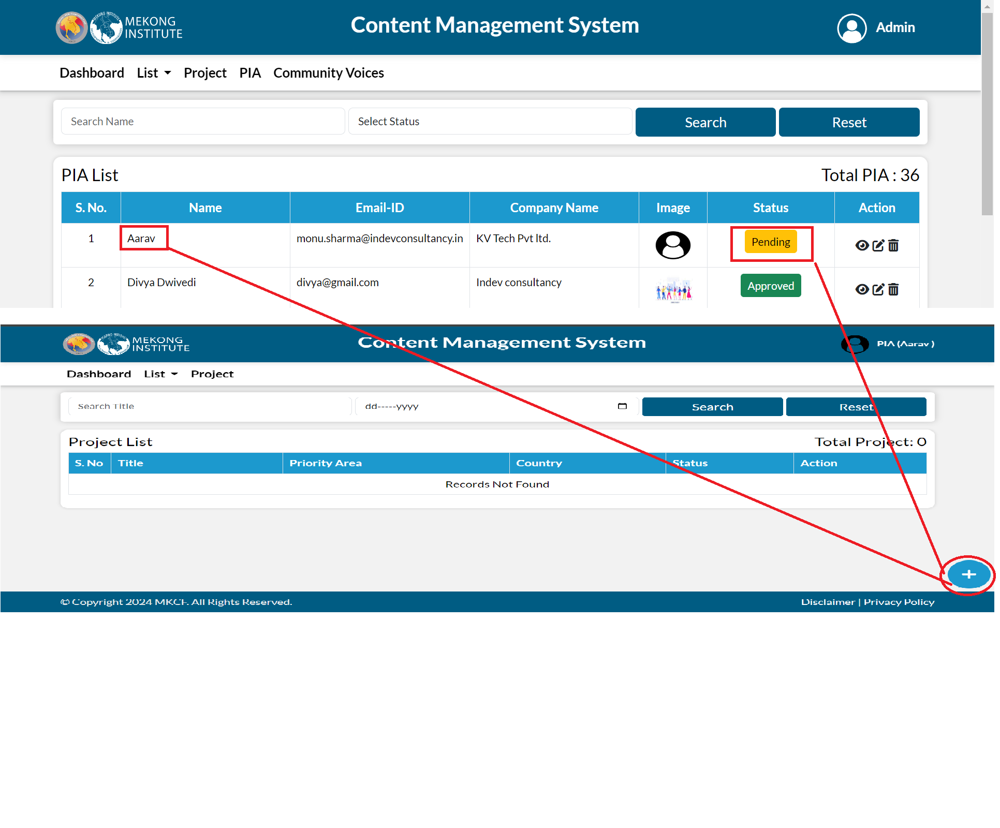 MEKONG INSTITUTE
Content Management System
Admin
Dashboard List Project PIA Community Voices
Search Name Select Status Search Reset
PIA List Total PIA : 36
S. No. Name Email-ID Company Name Image Status Action
1 Aarav monu.sharma@indevconsultancy.in KV Tech Pvt ltd. Pending
2 Divya Dwivedi divya@gmail.com Indev consultancy Approved
MEKONG INSTITUTE
Content Management System
PIA (Aarav )
Dashboard List Project
Search Title dd-----yyyy Search Reset
Project List Total Project: 0
S. No Title Priority Area Country Status Action
Records Not Found
+
© Copyright 2024 MKCF. All Rights Reserved. Disclaimer | Privacy Policy